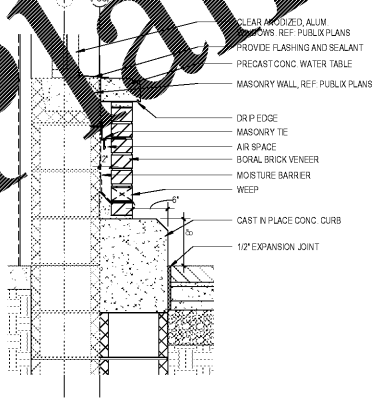 CLEAR ANODIZED, ALUM.
WINDOWS. REF. PUBLIX PLANS
PROVIDE FLASHING AND SEALANT
PRECAST CONC. WATER TABLE
MASONRY WALL, REF. PUBLIX PLANS
DRIP EDGE
MASONRY TIE
AIR SPACE
2"
BORAL BRICK VENEER
MOISTURE BARRIER
WEEP
6"
CAST IN PLACE CONC. CURB
8"
1/2" EXPANSION JOINT